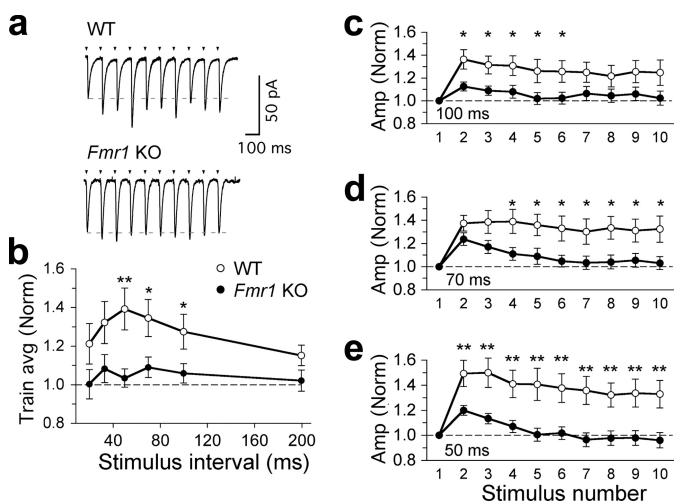 a
WT
50 pA
100 ms
Fmr1 KO
b
WT
Fmr1 KO
1.6
1.4
1.2
1.0
0.8
Train avg (Norm)
** * *
40 80 120 160 200
Stimulus interval (ms)
c
* * * * *
1.6
1.4
1.2
1.0
0.8
Amp (Norm)
100 ms
1 2 3 4 5 6 7 8 9 10
d
* * * * * * *
1.6
1.4
1.2
1.0
0.8
Amp (Norm)
70 ms
1 2 3 4 5 6 7 8 9 10
e
** ** ** ** ** ** ** ** **
1.6
1.4
1.2
1.0
0.8
Amp (Norm)
50 ms
1 2 3 4 5 6 7 8 9 10
Stimulus number